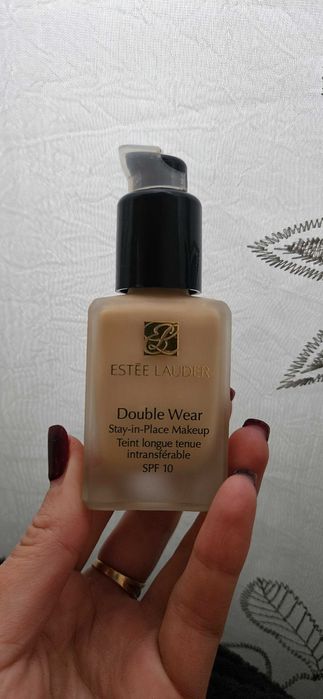 ESTĒE LAUDER
Double Wear
Stay-in-Place Makeup
Teint longue tenue
intransférable
SPF 10